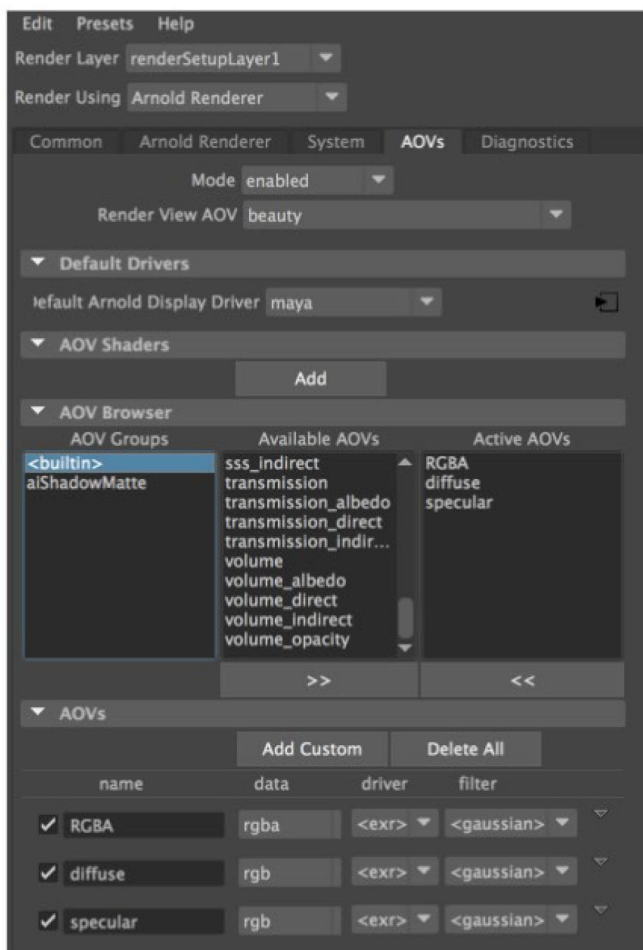 Edit Presets Help
Render Layer renderSetupLayer1
Render Using Arnold Renderer
Common Arnold Renderer System AOVs Diagnostics
Mode enabled
Render View AOV beauty
Default Drivers
efault Arnold Display Driver maya
AOV Shaders
Add
AOV Browser
AOV Groups Available AOVs Active AOVs
<builtin> sss_indirect RGBA
aiShadowMatte transmission diffuse
transmission_albedo specular
transmission_direct
transmission_indir...
volume
volume_albedo
volume_direct
volume_indirect
volume_opacity
>> <<
AOVs
Add Custom Delete All
name data driver filter
RGBA rgba <exr> <gaussian>
diffuse rgb <exr> <gaussian>
specular rgb <exr> <gaussian>